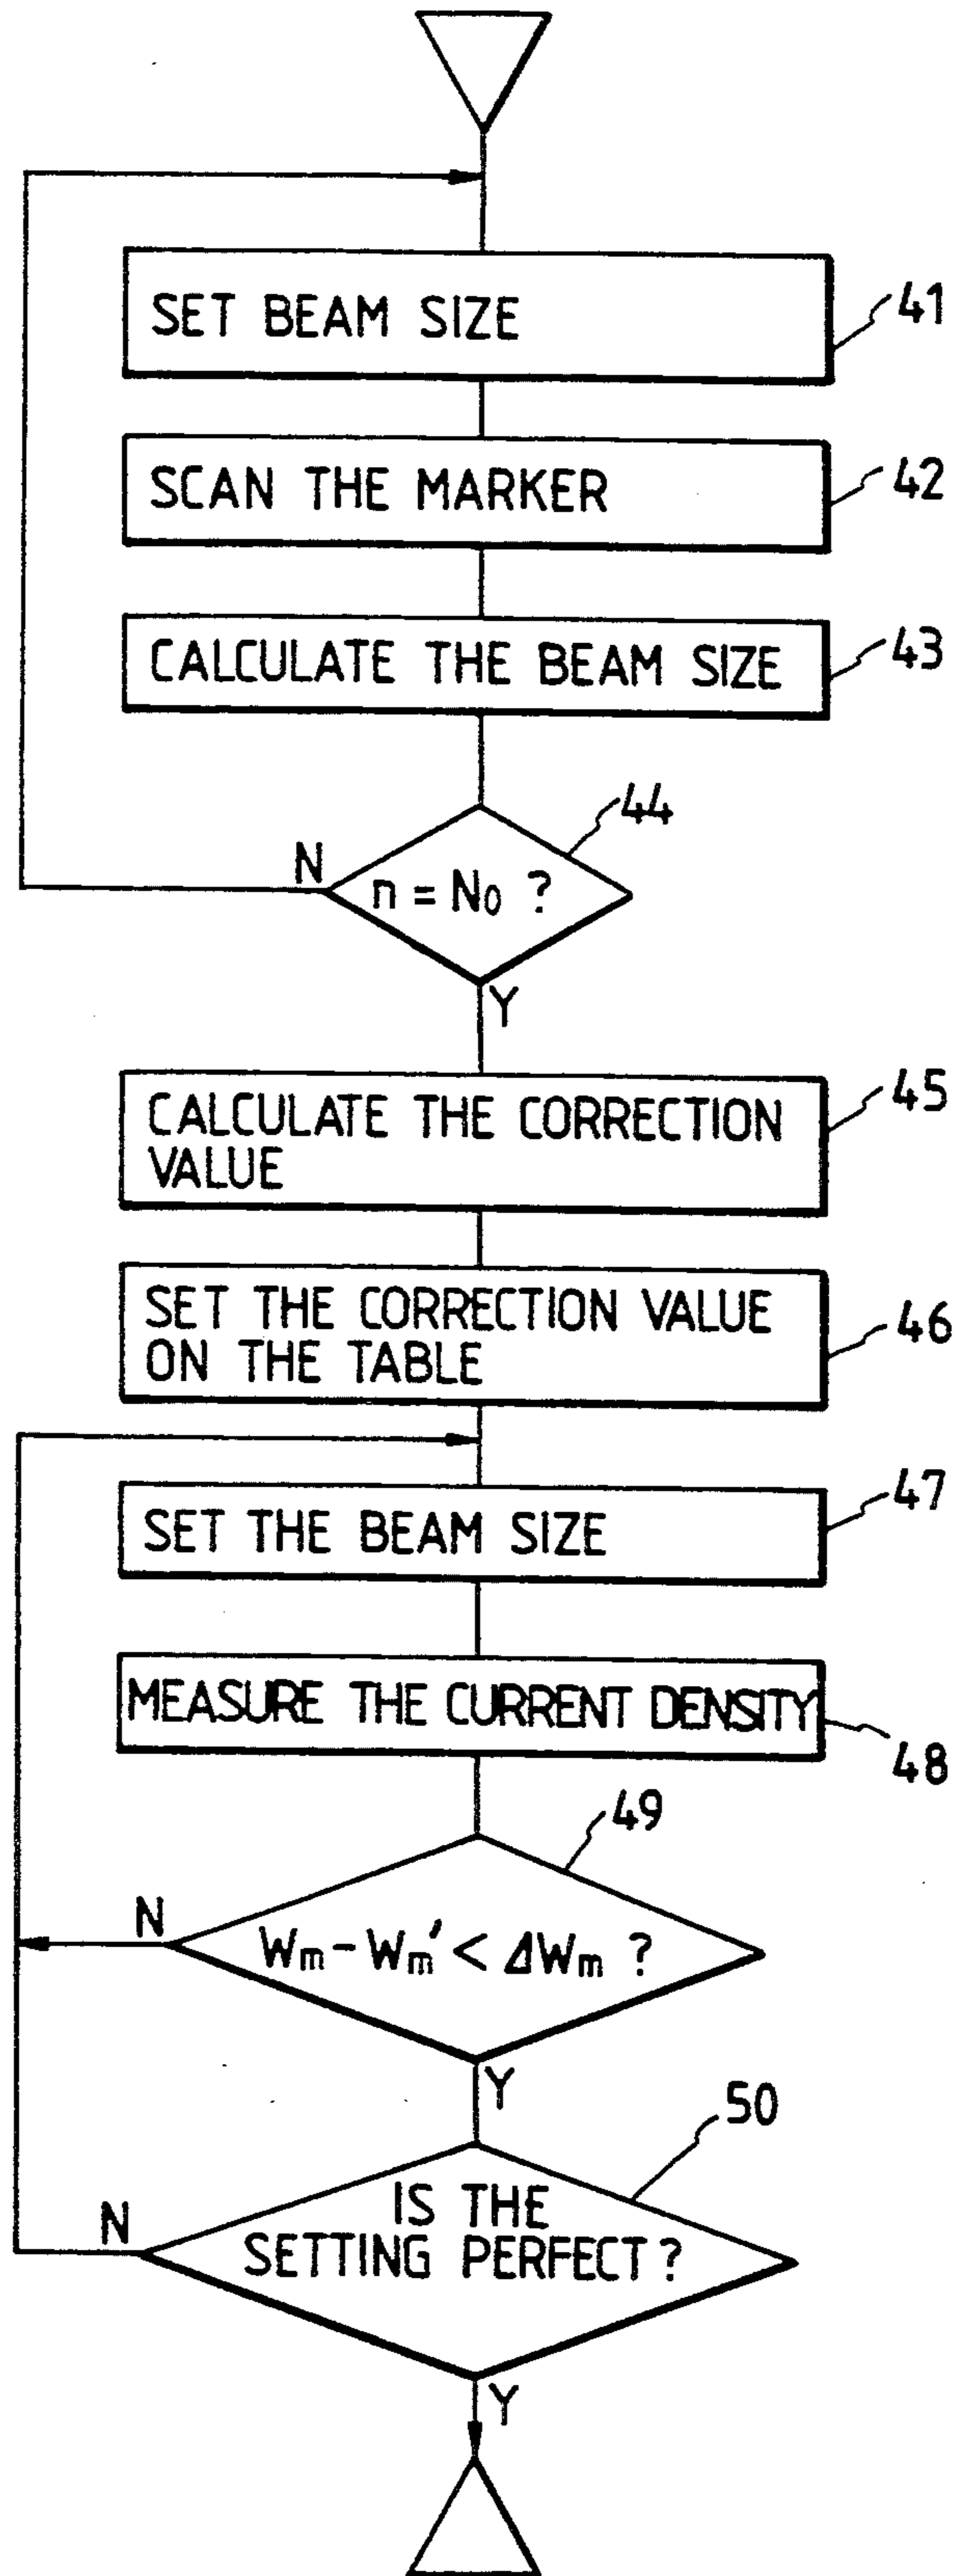 SET BEAM SIZE
41
SCAN THE MARKER
42
CALCULATE THE BEAM SIZE
43
44
N
n = N₀ ?
Y
CALCULATE THE CORRECTION
VALUE
45
SET THE CORRECTION VALUE
ON THE TABLE
46
SET THE BEAM SIZE
47
MEASURE THE CURRENT DENSITY
48
49
N
Wₘ - Wₘ' < ΔWₘ ?
Y
50
N
IS THE
SETTING PERFECT ?
Y